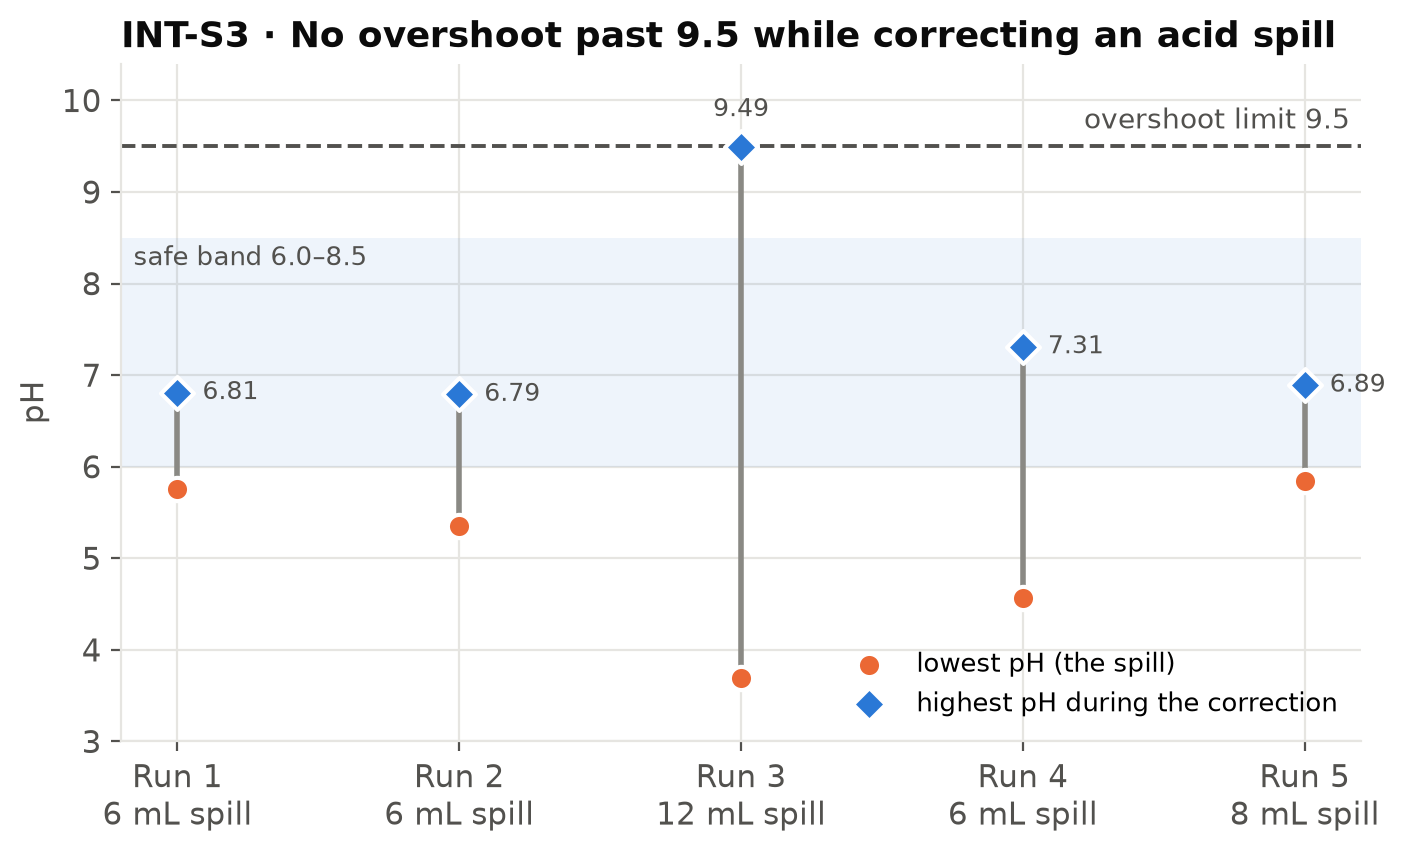 INT-S3 · No overshoot past 9.5 while correcting an acid spill
10
9.49
overshoot limit 9.5
9
safe band 6.0–8.5
8
7.31
7
6.81
6.79
6.89
pH
6
5
4
lowest pH (the spill)
highest pH during the correction
3
Run 1
6 mL spill
Run 2
6 mL spill
Run 3
12 mL spill
Run 4
6 mL spill
Run 5
8 mL spill